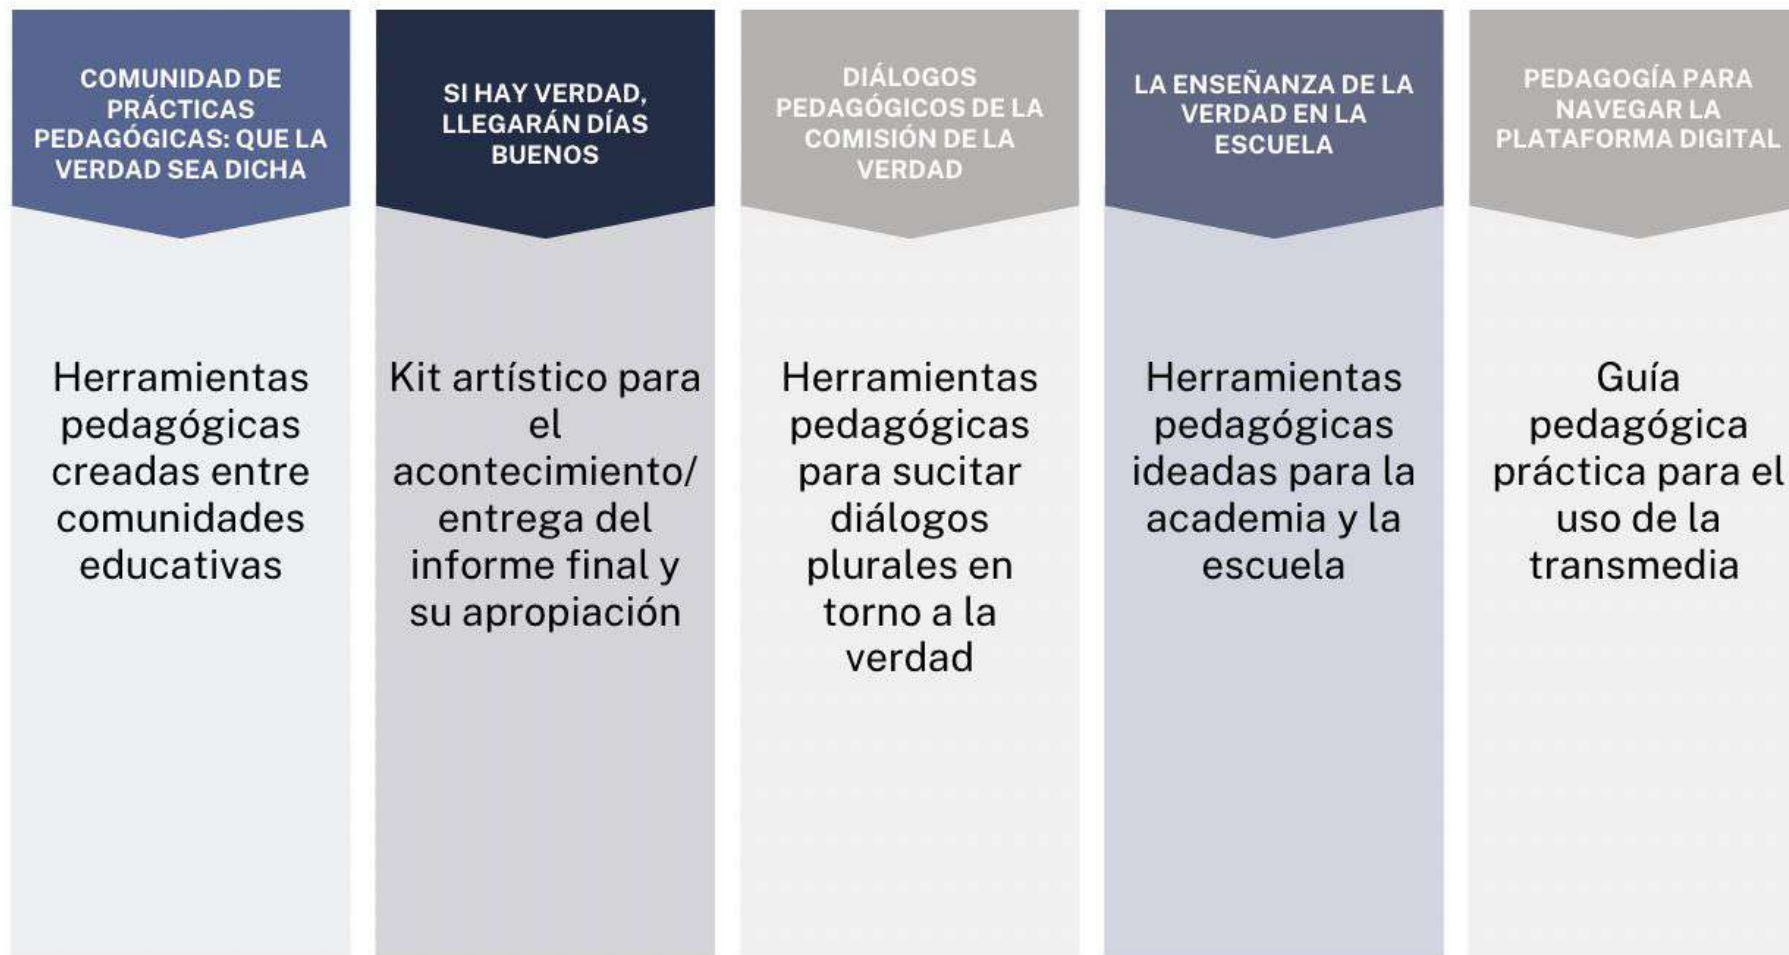 COMUNIDAD DE
PRÁCTICAS
PEDAGÓGICAS: QUE LA
VERDAD SEA DICHA
Herramientas
pedagógicas
creadas entre
comunidades
educativas
SI HAY VERDAD,
LLEGARÁN DÍAS
BUENOS
Kit artístico para
el
acontecimiento/
entrega del
informe final y
su apropiación
DIÁLOGOS
PEDAGÓGICOS DE LA
COMISIÓN DE LA
VERDAD
Herramientas
pedagógicas
para sucitar
diálogos
plurales en
torno a la
verdad
LA ENSEÑANZA DE LA
VERDAD EN LA
ESCUELA
Herramientas
pedagógicas
ideadas para la
academia y la
escuela
PEDAGOGÍA PARA
NAVEGAR LA
PLATAFORMA DIGITAL
Guía
pedagógica
práctica para el
uso de la
transmedia